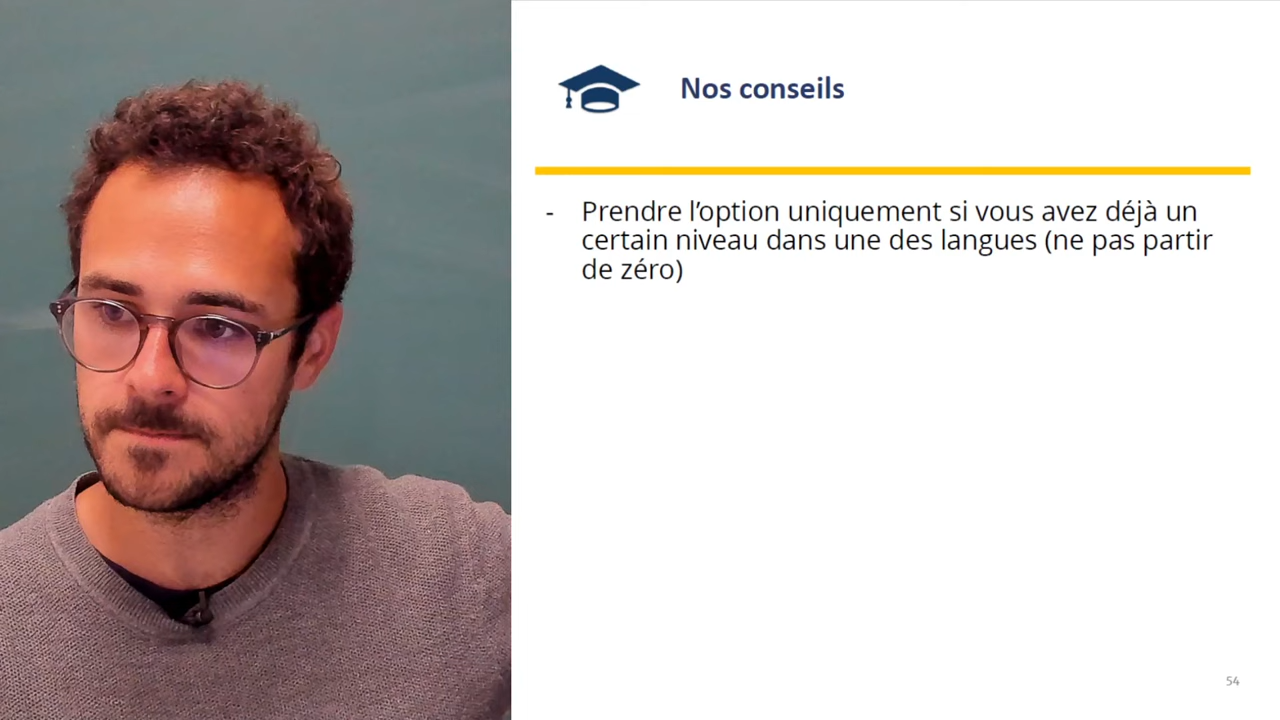 Nos conseils
- Prendre l’option uniquement si vous avez déjà un
certain niveau dans une des langues (ne pas partir
de zéro)
54